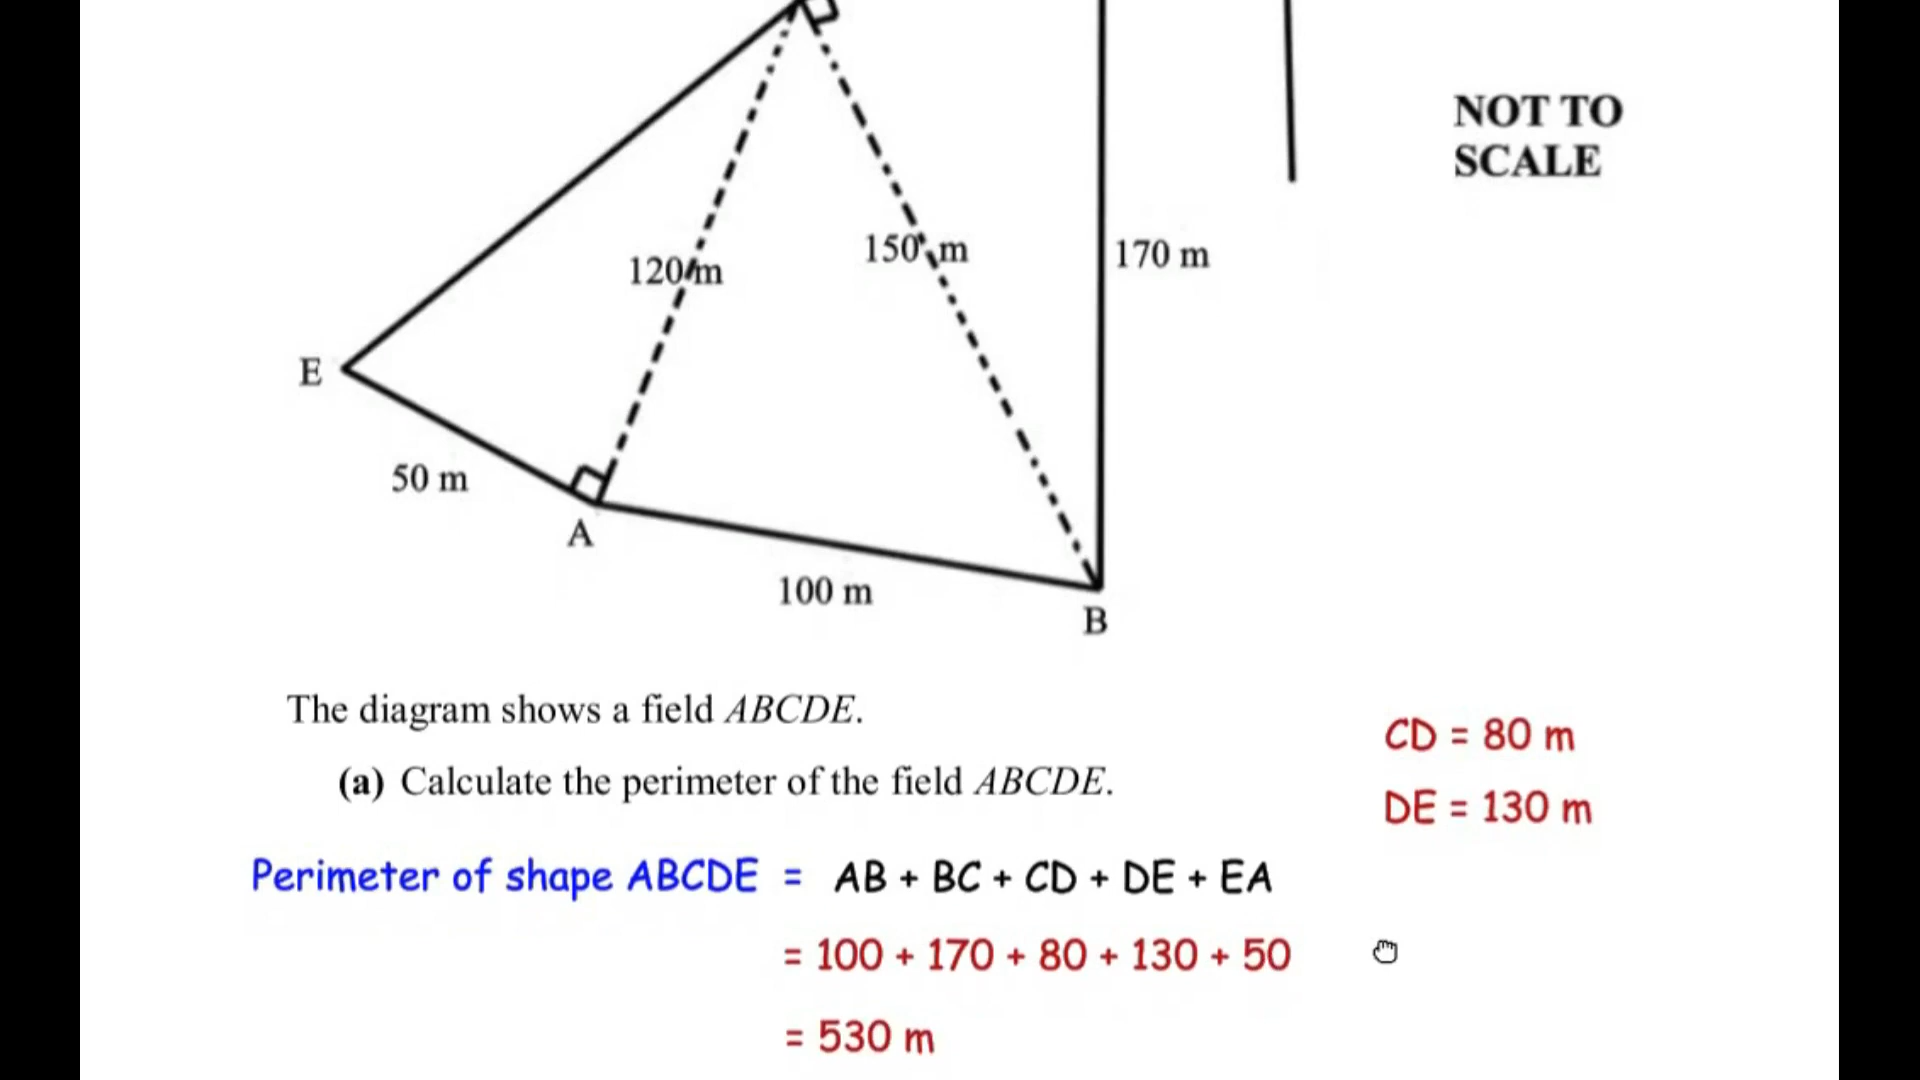 NOT TO
SCALE
120 m
150 m
170 m
E
50 m
A
100 m
B
The diagram shows a field ABCDE.
CD = 80 m
(a) Calculate the perimeter of the field ABCDE.
DE = 130 m
Perimeter of shape ABCDE = AB + BC + CD + DE + EA
= 100 + 170 + 80 + 130 + 50
= 530 m